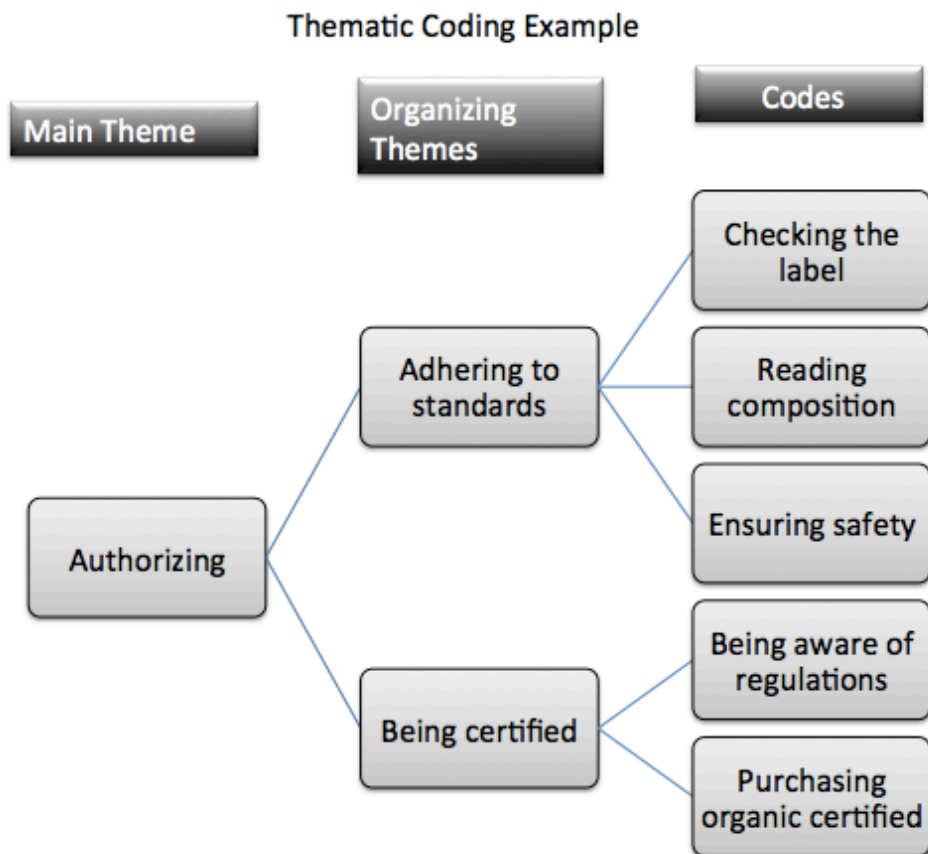 Thematic Coding Example
Main Theme
Organizing
Themes
Codes
Checking the
label
Adhering to
standards
Reading
composition
Ensuring safety
Authorizing
Being aware of
regulations
Being certified
Purchasing
organic certified